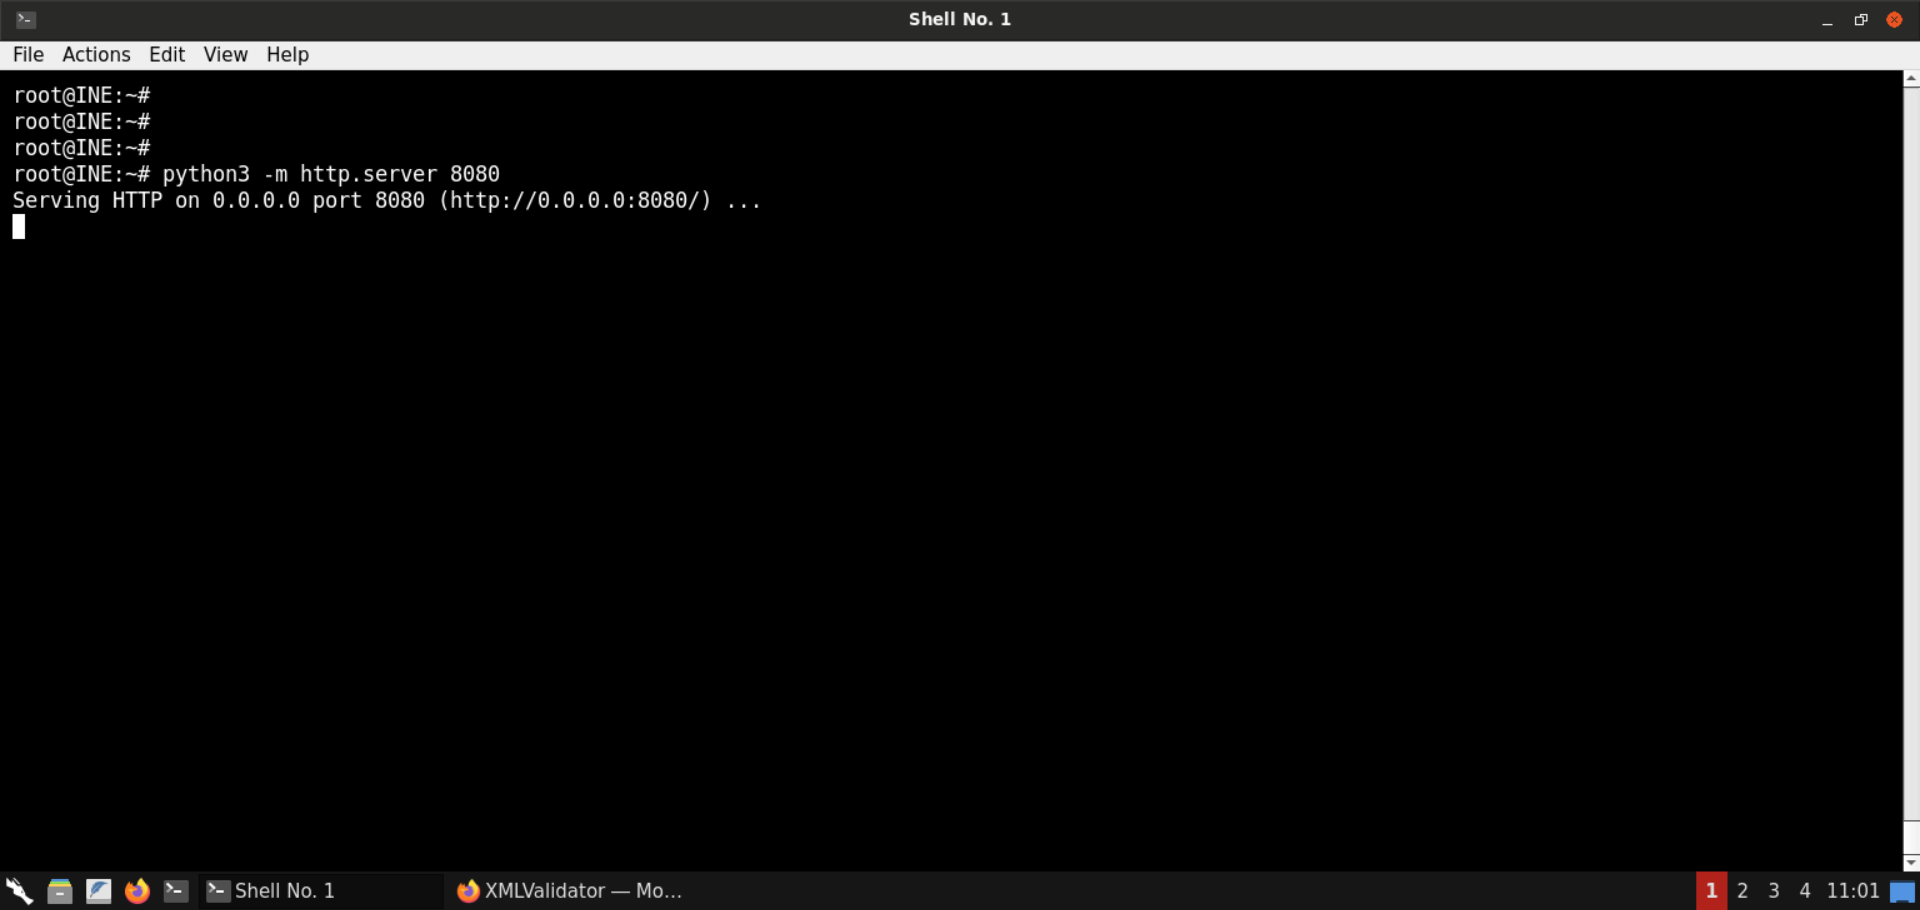 Shell No. 1
File Actions Edit View Help
root@INE:~#
root@INE:~#
root@INE:~#
root@INE:~# python3 -m http.server 8080
Serving HTTP on 0.0.0.0 port 8080 (http://0.0.0.0:8080/) ...
Shell No. 1 XMLValidator — Mo... 1 2 3 4 11:01